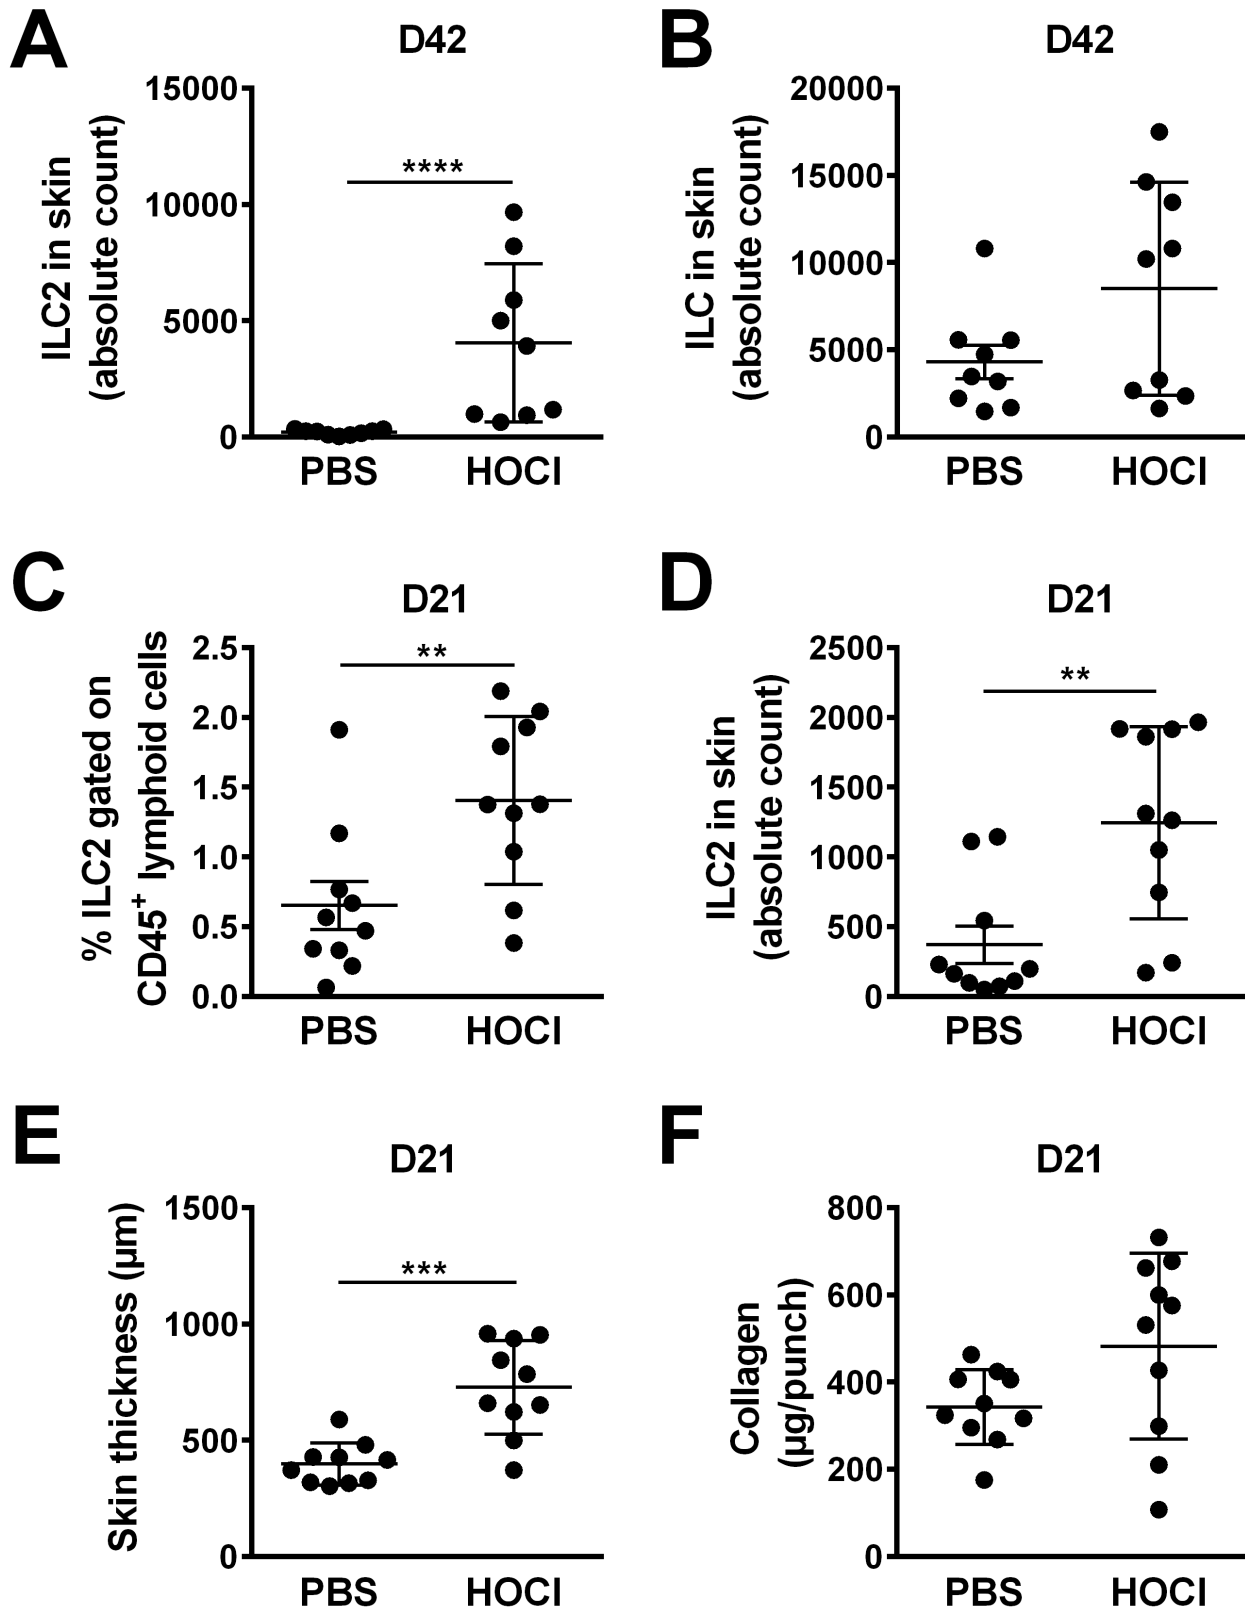 A
D42
ILC2 in skin
(absolute count)
15000
10000
5000
0
****
PBS
HOCl
B
D42
ILC in skin
(absolute count)
20000
15000
10000
5000
0
PBS
HOCl
C
D21
% ILC2 gated on
CD45⁺ lymphoid cells
2.5
2.0
1.5
1.0
0.5
0.0
**
PBS
HOCl
D
D21
ILC2 in skin
(absolute count)
2500
2000
1500
1000
500
0
**
PBS
HOCl
E
D21
Skin thickness (µm)
1500
1000
500
0
***
PBS
HOCl
F
D21
Collagen
(µg/punch)
800
600
400
200
0
PBS
HOCl